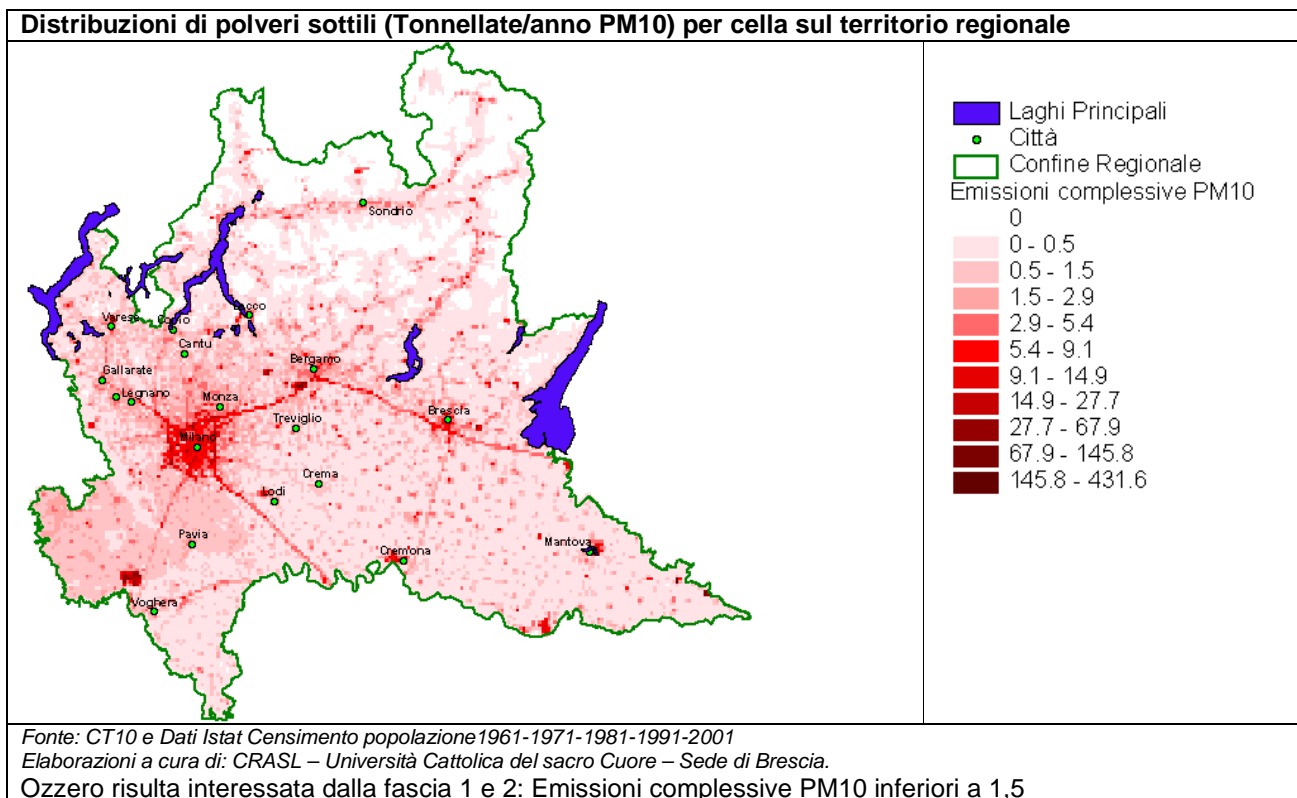 Distribuzioni di polveri sottili (Tonnellate/anno PM10) per cella sul territorio regionale
Laghi Principali
Città
Confine Regionale
Emissioni complessive PM10
0
0 - 0.5
0.5 - 1.5
1.5 - 2.9
2.9 - 5.4
5.4 - 9.1
9.1 - 14.9
14.9 - 27.7
27.7 - 67.9
67.9 - 145.8
145.8 - 431.6
Sondrio
Lecco
Varese
Como
Cantu
Bergamo
Gallarate
Legnano
Monza
Brescia
Treviglio
Milano
Crema
Lodi
Pavia
Cremona
Mantova
Voghera
Fonte: CT10 e Dati Istat Censimento popolazione1961-1971-1981-1991-2001
Elaborazioni a cura di: CRASL – Università Cattolica del sacro Cuore – Sede di Brescia.
Ozzero risulta interessata dalla fascia 1 e 2: Emissioni complessive PM10 inferiori a 1,5